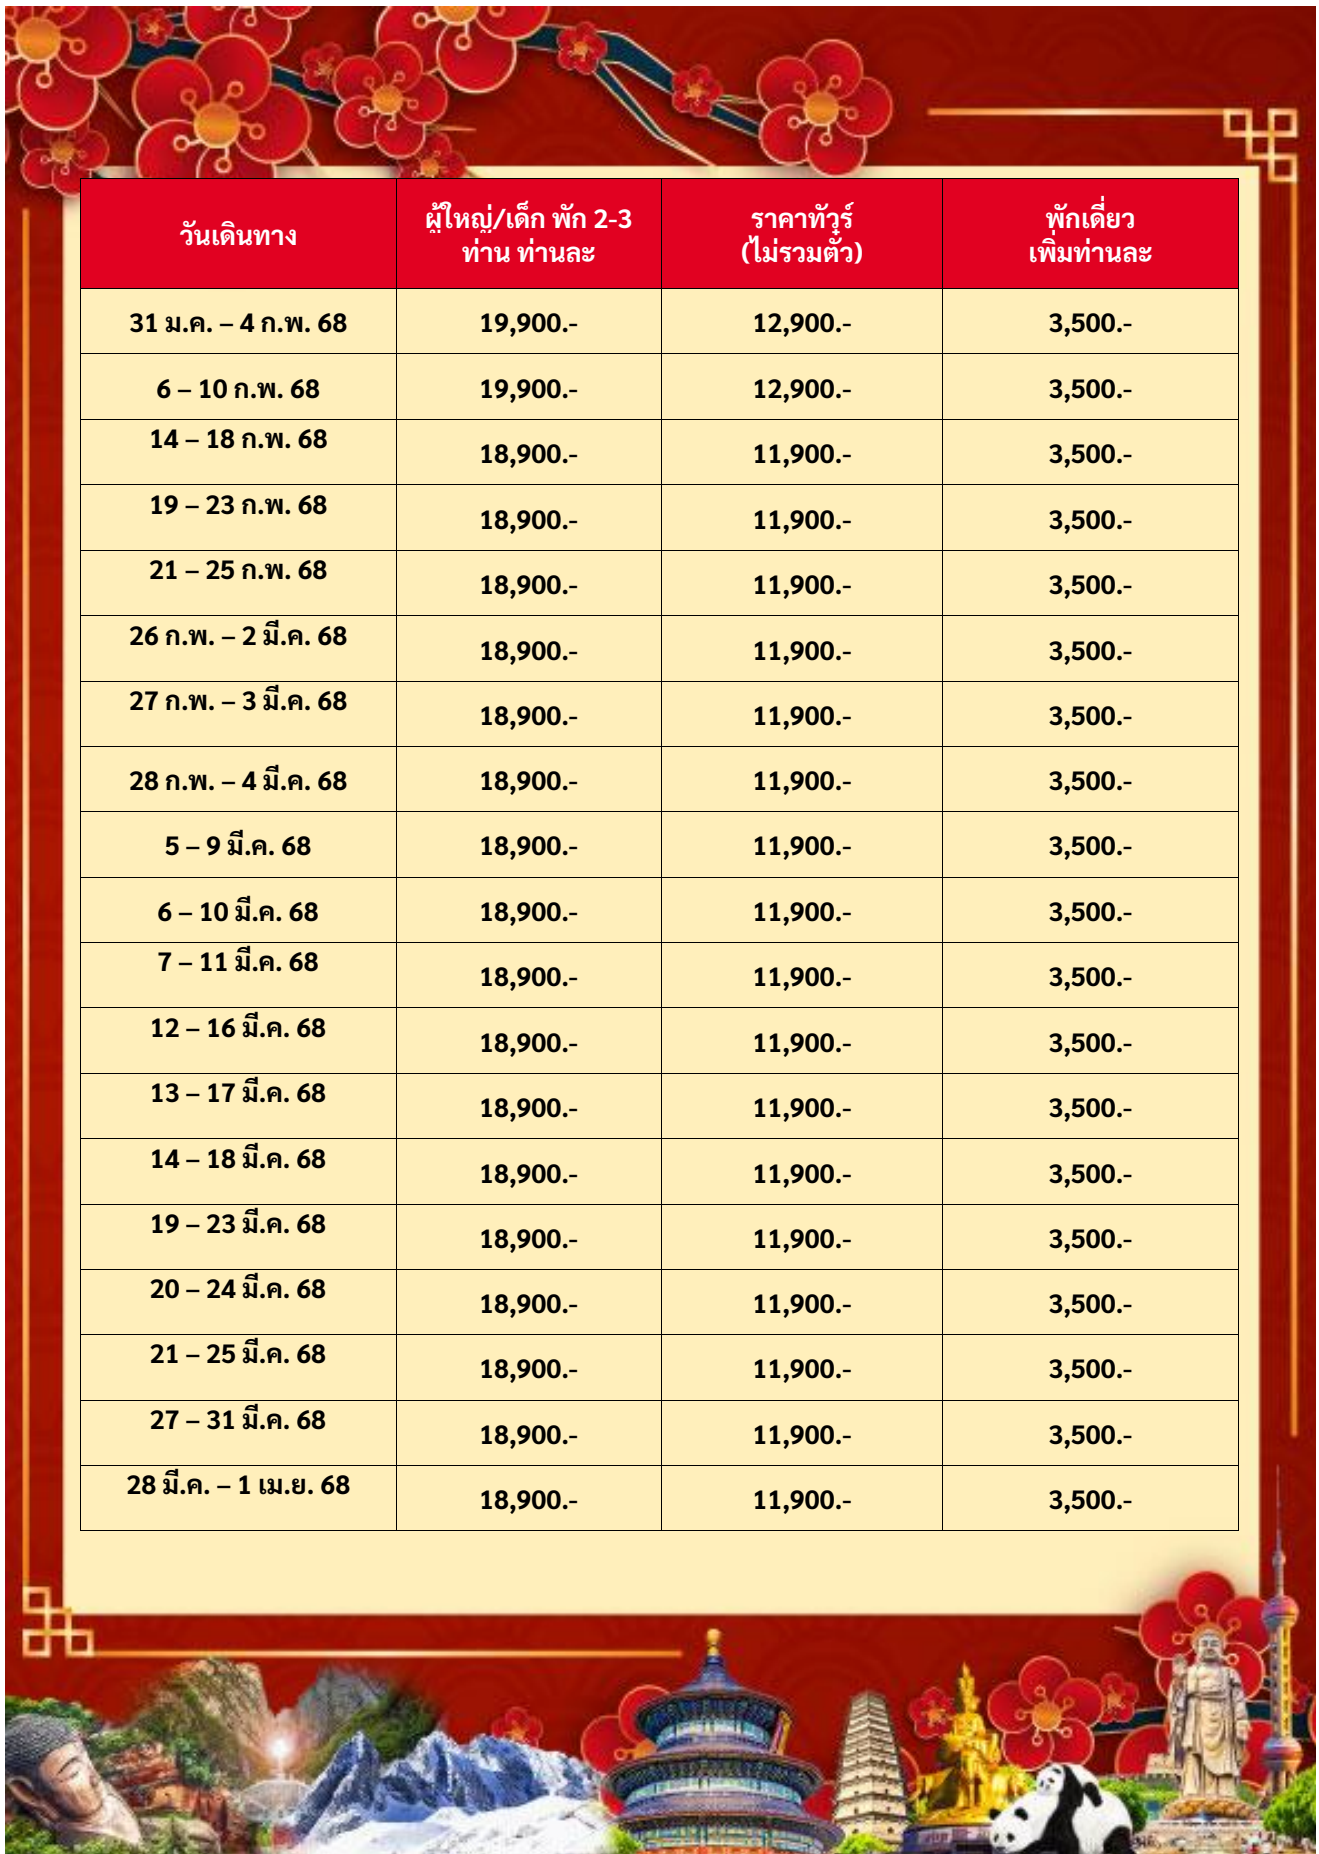 วันเดินทาง
ผู้ใหญ่/เด็ก พัก 2-3
ท่าน ท่านละ
ราคาทัวร์
(ไม่รวมตั๋ว)
พักเดี่ยว
เพิ่มท่านละ
31 ม.ค. – 4 ก.พ. 68 19,900.- 12,900.- 3,500.-
6 – 10 ก.พ. 68 19,900.- 12,900.- 3,500.-
14 – 18 ก.พ. 68 18,900.- 11,900.- 3,500.-
19 – 23 ก.พ. 68 18,900.- 11,900.- 3,500.-
21 – 25 ก.พ. 68 18,900.- 11,900.- 3,500.-
26 ก.พ. – 2 มี.ค. 68 18,900.- 11,900.- 3,500.-
27 ก.พ. – 3 มี.ค. 68 18,900.- 11,900.- 3,500.-
28 ก.พ. – 4 มี.ค. 68 18,900.- 11,900.- 3,500.-
5 – 9 มี.ค. 68 18,900.- 11,900.- 3,500.-
6 – 10 มี.ค. 68 18,900.- 11,900.- 3,500.-
7 – 11 มี.ค. 68 18,900.- 11,900.- 3,500.-
12 – 16 มี.ค. 68 18,900.- 11,900.- 3,500.-
13 – 17 มี.ค. 68 18,900.- 11,900.- 3,500.-
14 – 18 มี.ค. 68 18,900.- 11,900.- 3,500.-
19 – 23 มี.ค. 68 18,900.- 11,900.- 3,500.-
20 – 24 มี.ค. 68 18,900.- 11,900.- 3,500.-
21 – 25 มี.ค. 68 18,900.- 11,900.- 3,500.-
27 – 31 มี.ค. 68 18,900.- 11,900.- 3,500.-
28 มี.ค. – 1 เม.ย. 68 18,900.- 11,900.- 3,500.-